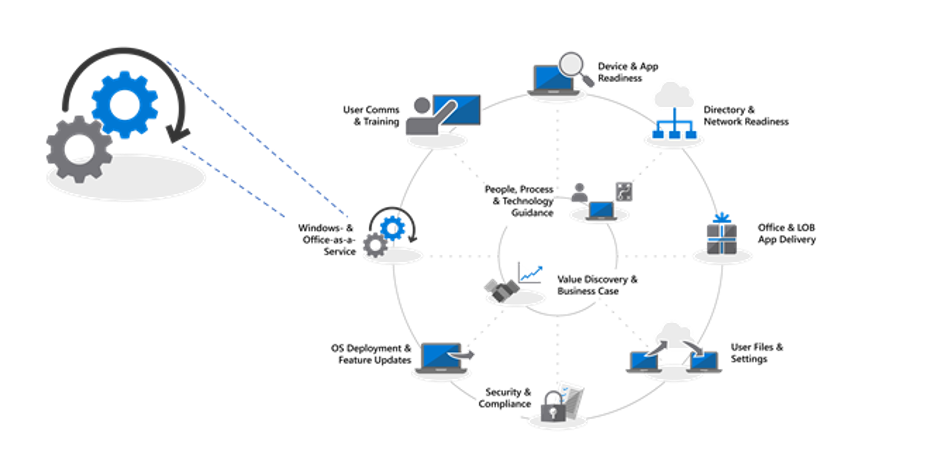 Device & App
Readiness
User Comms
& Training
Directory &
Network Readiness
People, Process
& Technology
Guidance
Windows- &
Office-as-a-
Service
Office & LOB
App Delivery
Value Discovery &
Business Case
OS Deployment &
Feature Updates
User Files &
Settings
Security &
Compliance